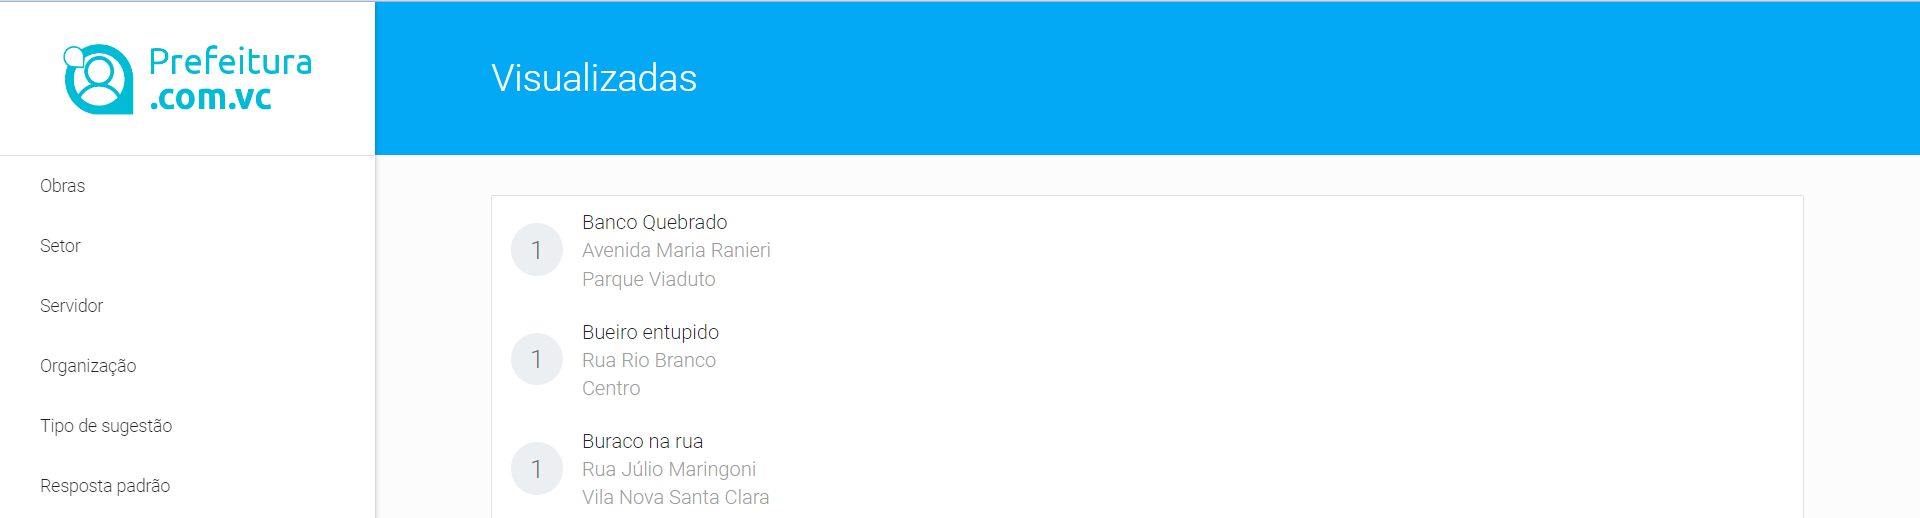 Prefeitura
.com.vc
Visualizadas
Obras
Setor
Servidor
Organização
Tipo de sugestão
Resposta padrão
1
Banco Quebrado
Avenida Maria Ranieri
Parque Viaduto
1
Bueiro entupido
Rua Rio Branco
Centro
1
Buraco na rua
Rua Júlio Maringoni
Vila Nova Santa Clara